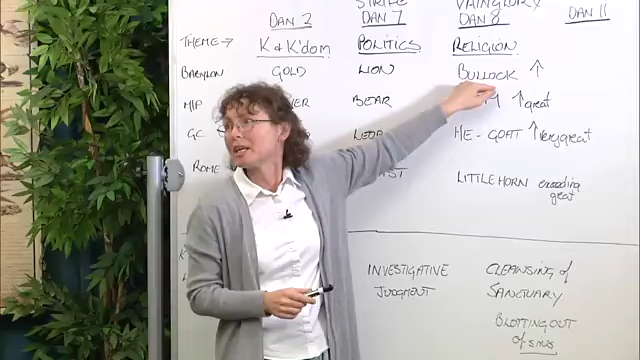 STRIFE VAINGLORY
DAN 2 DAN 7 DAN 8 DAN 11
THEME → K & K'dom POLITICS RELIGION
BABYLON GOLD LION BULLOCK ↑
MIP BEAR ↑ great
GC HE-GOAT ↑ very great
ROME LITTLE HORN exceeding
great
INVESTIGATIVE CLEANSING of
JUDGMENT SANCTUARY
BLOTTING OUT
of sins